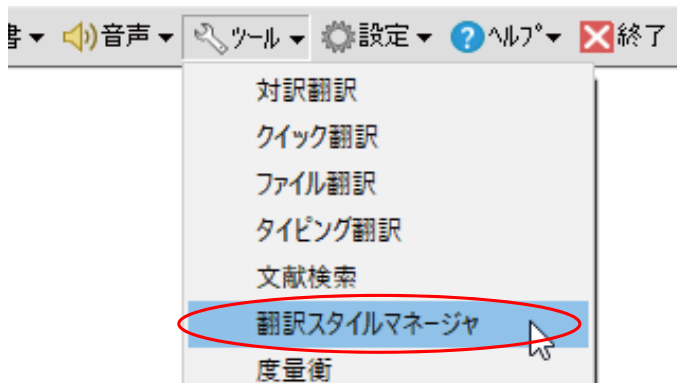 書 音声 ツール 設定 ヘルプ 終了
対訳翻訳
クイック翻訳
ファイル翻訳
タイピング翻訳
文献検索
翻訳スタイルマネージャ
度量衡